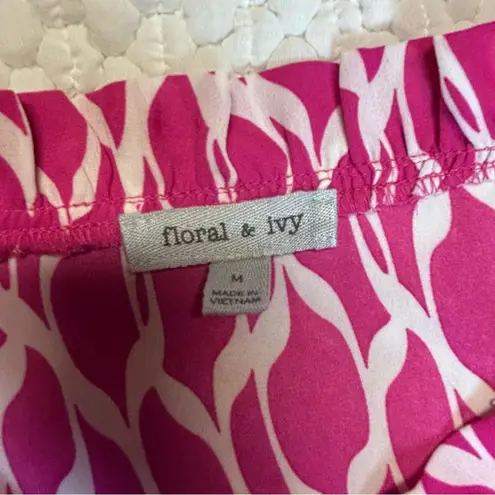 floral & ivy
M
MADE IN
VIETNAM